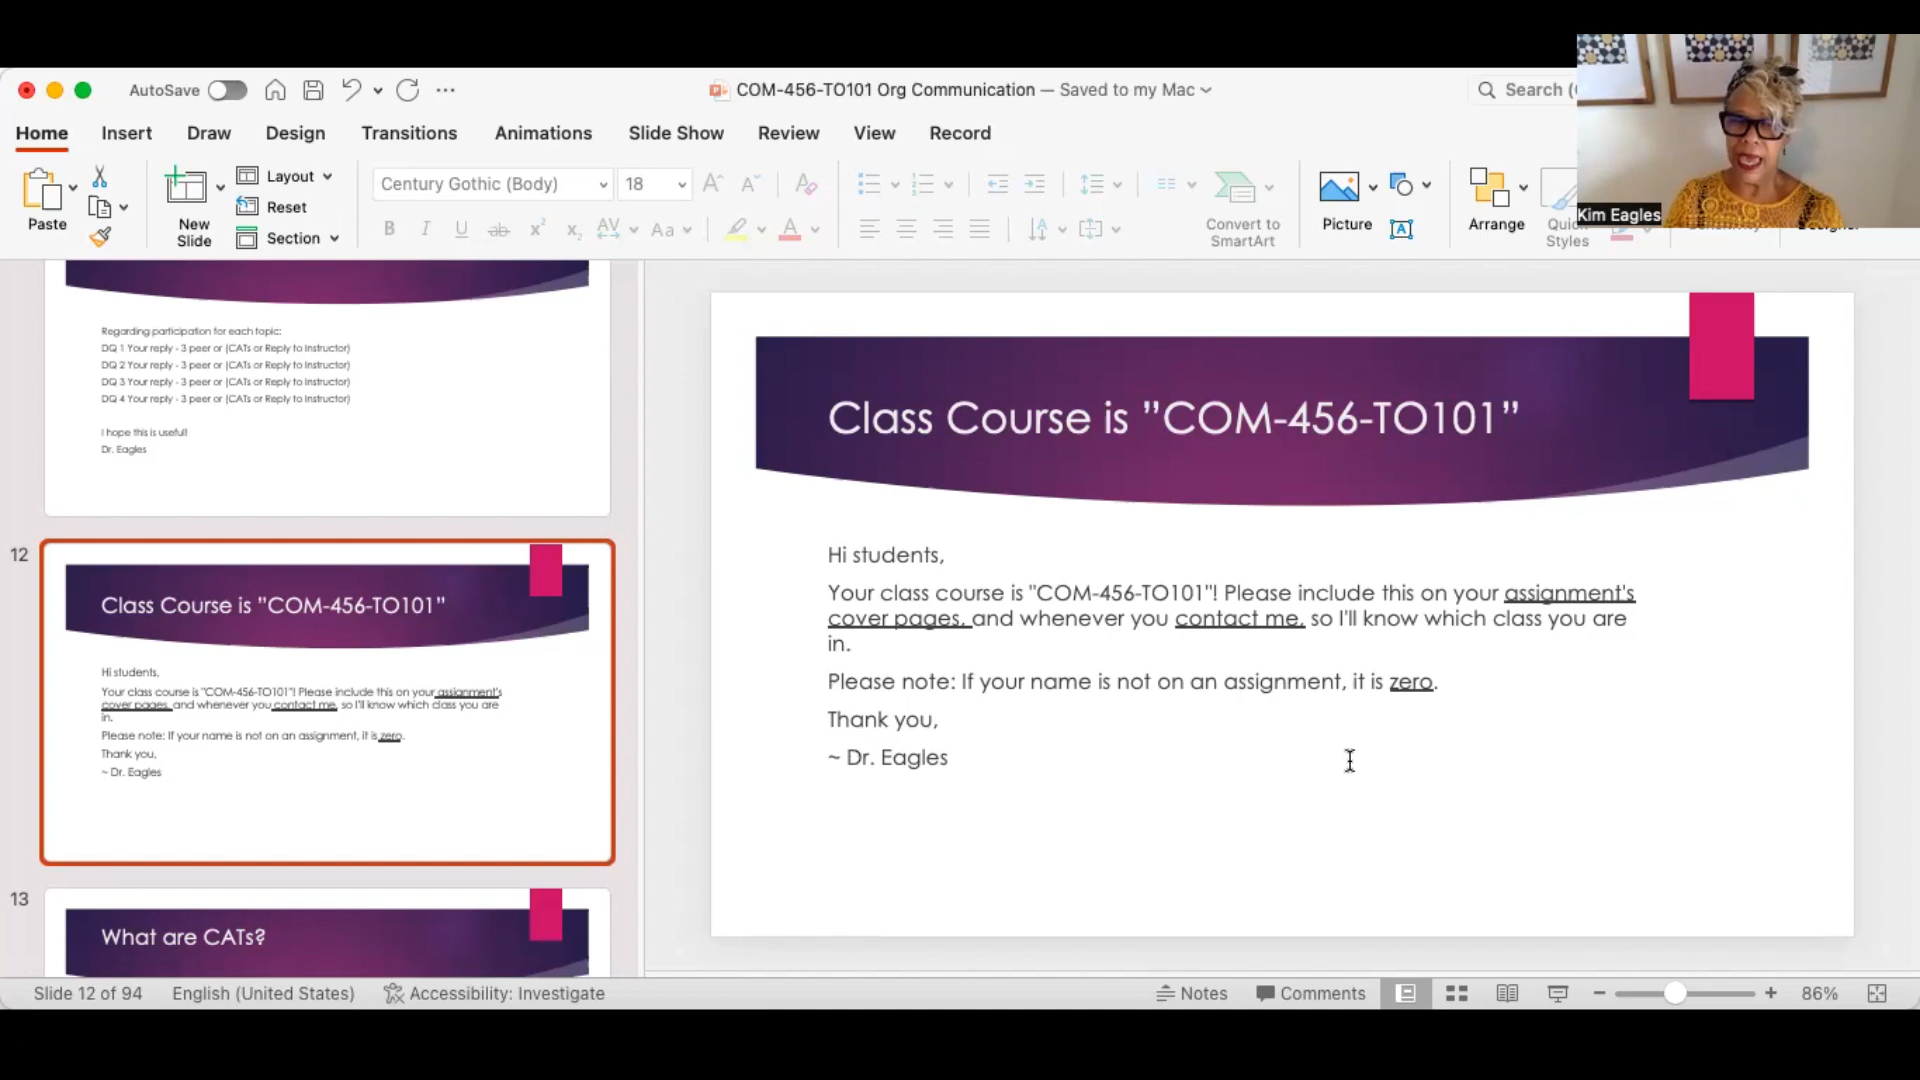 AutoSave
COM-456-TO101 Org Communication — Saved to my Mac
Search (
Home Insert Draw Design Transitions Animations Slide Show Review View Record
Paste
New
Slide
Layout
Reset
Section
Century Gothic (Body) 18
Convert to
SmartArt
Picture
Arrange
Quick
Styles
Kim Eagles
Regarding participation for each topic:
DQ 1 Your reply - 3 peer or (CATs or Reply to Instructor)
DQ 2 Your reply - 3 peer or (CATs or Reply to Instructor)
DQ 3 Your reply - 3 peer or (CATs or Reply to Instructor)
DQ 4 Your reply - 3 peer or (CATs or Reply to Instructor)
I hope this is useful!
Dr. Eagles
12
Class Course is ”COM-456-TO101”
Hi students,
Your class course is "COM-456-TO101"! Please include this on your assignment's
cover pages, and whenever you contact me, so I'll know which class you are
in.
Please note: If your name is not on an assignment, it is zero.
Thank you,
~ Dr. Eagles
13
What are CATs?
Class Course is ”COM-456-TO101”
Hi students,
Your class course is "COM-456-TO101"! Please include this on your assignment's
cover pages, and whenever you contact me, so I'll know which class you are
in.
Please note: If your name is not on an assignment, it is zero.
Thank you,
~ Dr. Eagles
Slide 12 of 94 English (United States) Accessibility: Investigate Notes Comments 86%